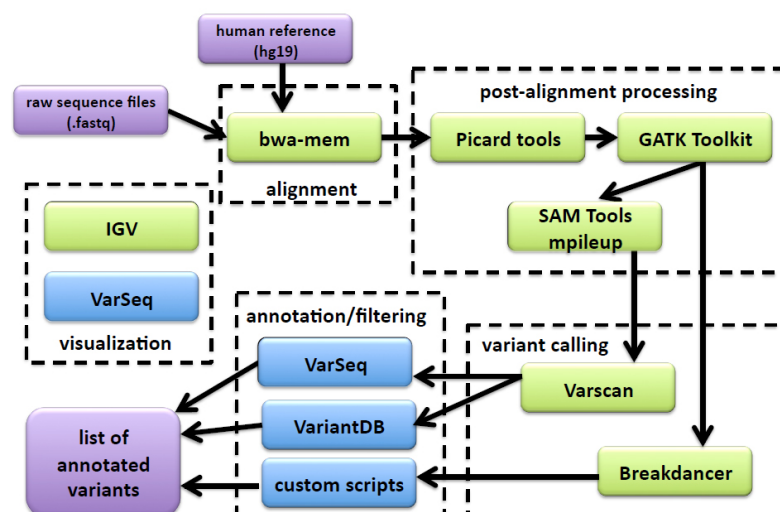 human reference
(hg19)
raw sequence files
(.fastq)
bwa-mem
alignment
post-alignment processing
Picard tools
GATK Toolkit
SAM Tools
mpileup
IGV
VarSeq
visualization
annotation/filtering
VarSeq
VariantDB
custom scripts
variant calling
Varscan
Breakdancer
list of
annotated
variants